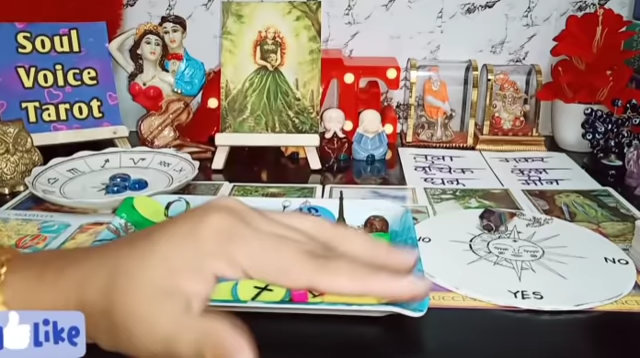 Soul
Voice
Tarot
तुला
वृश्चिक
धनु
मकर
कुंभ
मीन
NO
YES
Like